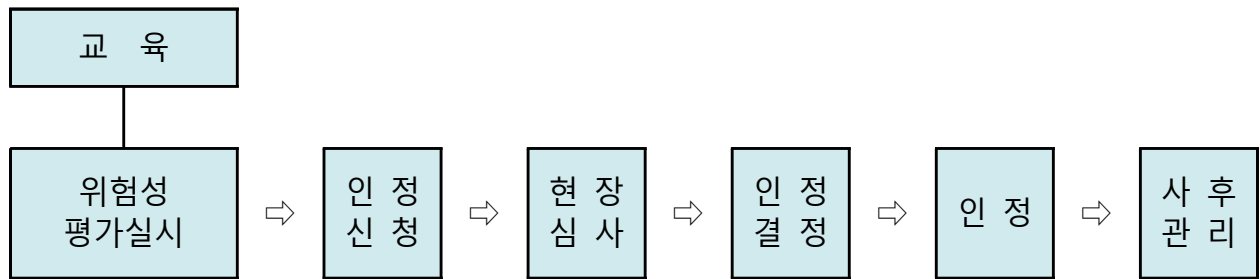 교 육
위험성
평가실시
⇨
인 정
신 청
⇨
현 장
심 사
⇨
인 정
결 정
⇨
인 정
⇨
사 후
관 리